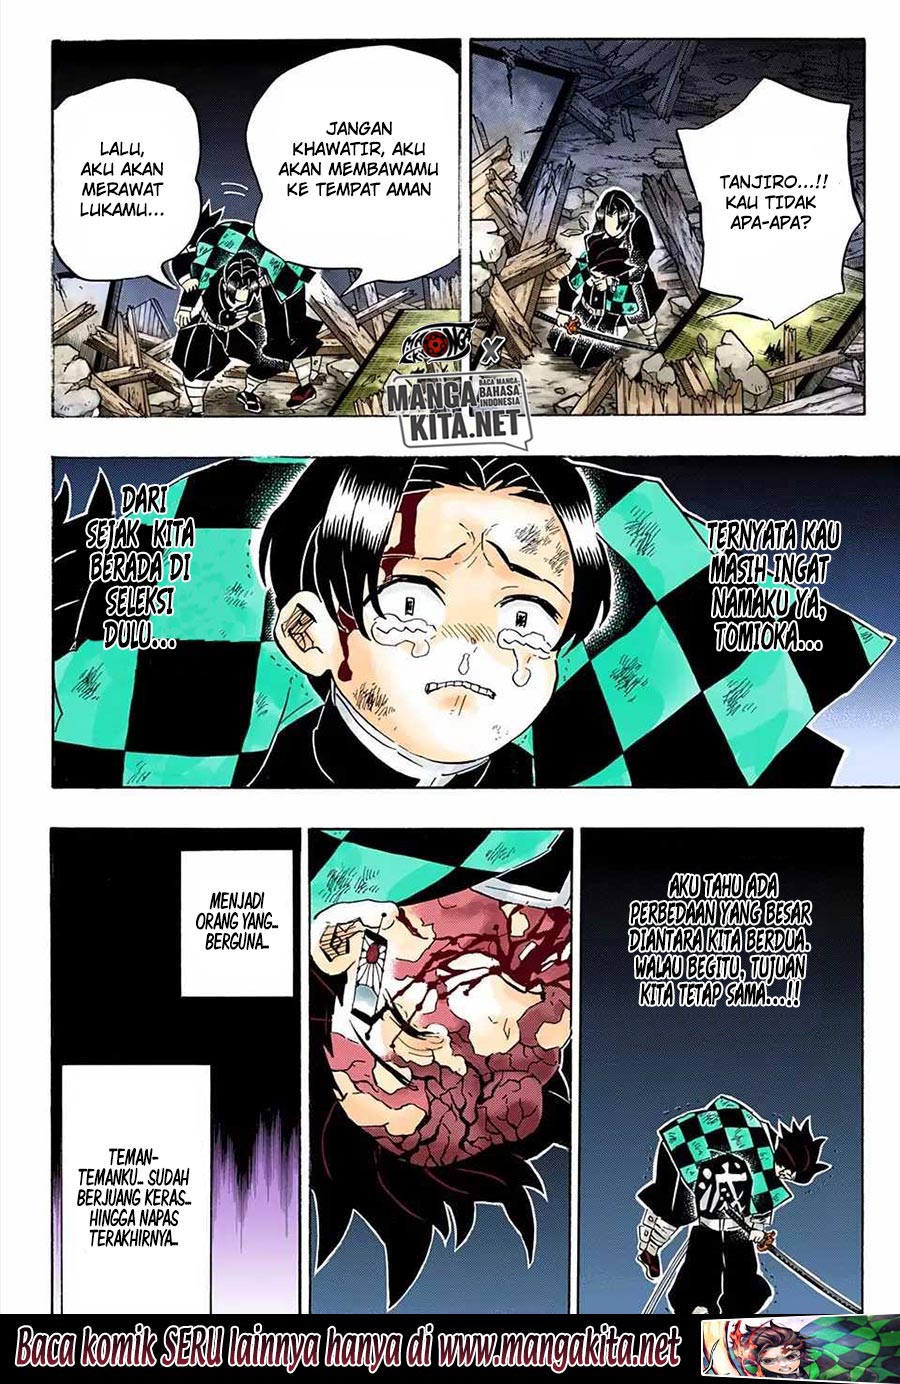 TANJIRO...!!
KAU TIDAK
APA-APA?
JANGAN
KHAWATIR, AKU
AKAN MEMBAWAMU
KE TEMPAT AMAN
LALU,
AKU AKAN
MERAWAT
LUKAMU...
MANGA
KITA.NET
BACA MANGA
BAHASA
INDONESIA
X
TERNYATA KAU
MASIH INGAT
NAMAKU YA,
TOMIOKA...
DARI
SEJAK KITA
BERADA DI
SELEKSI
DULU...
AKU TAHU ADA
PERBEDAAN YANG BESAR
DIANTARA KITA BERDUA.
WALAU BEGITU, TUJUAN
KITA TETAP SAMA...!!
滅
MENJADI
ORANG YANG..
BERGUNA..
TEMAN-
TEMANKU.. SUDAH
BERJUANG KERAS..
HINGGA NAPAS
TERAKHIRNYA..
Baca komik SERU lainnya hanya di www.mangakita.net